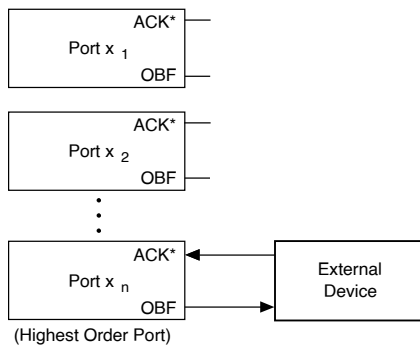 ACK*
Port x 1
OBF
ACK*
Port x 2
OBF
ACK*
Port x n
OBF
External
Device
(Highest Order Port)